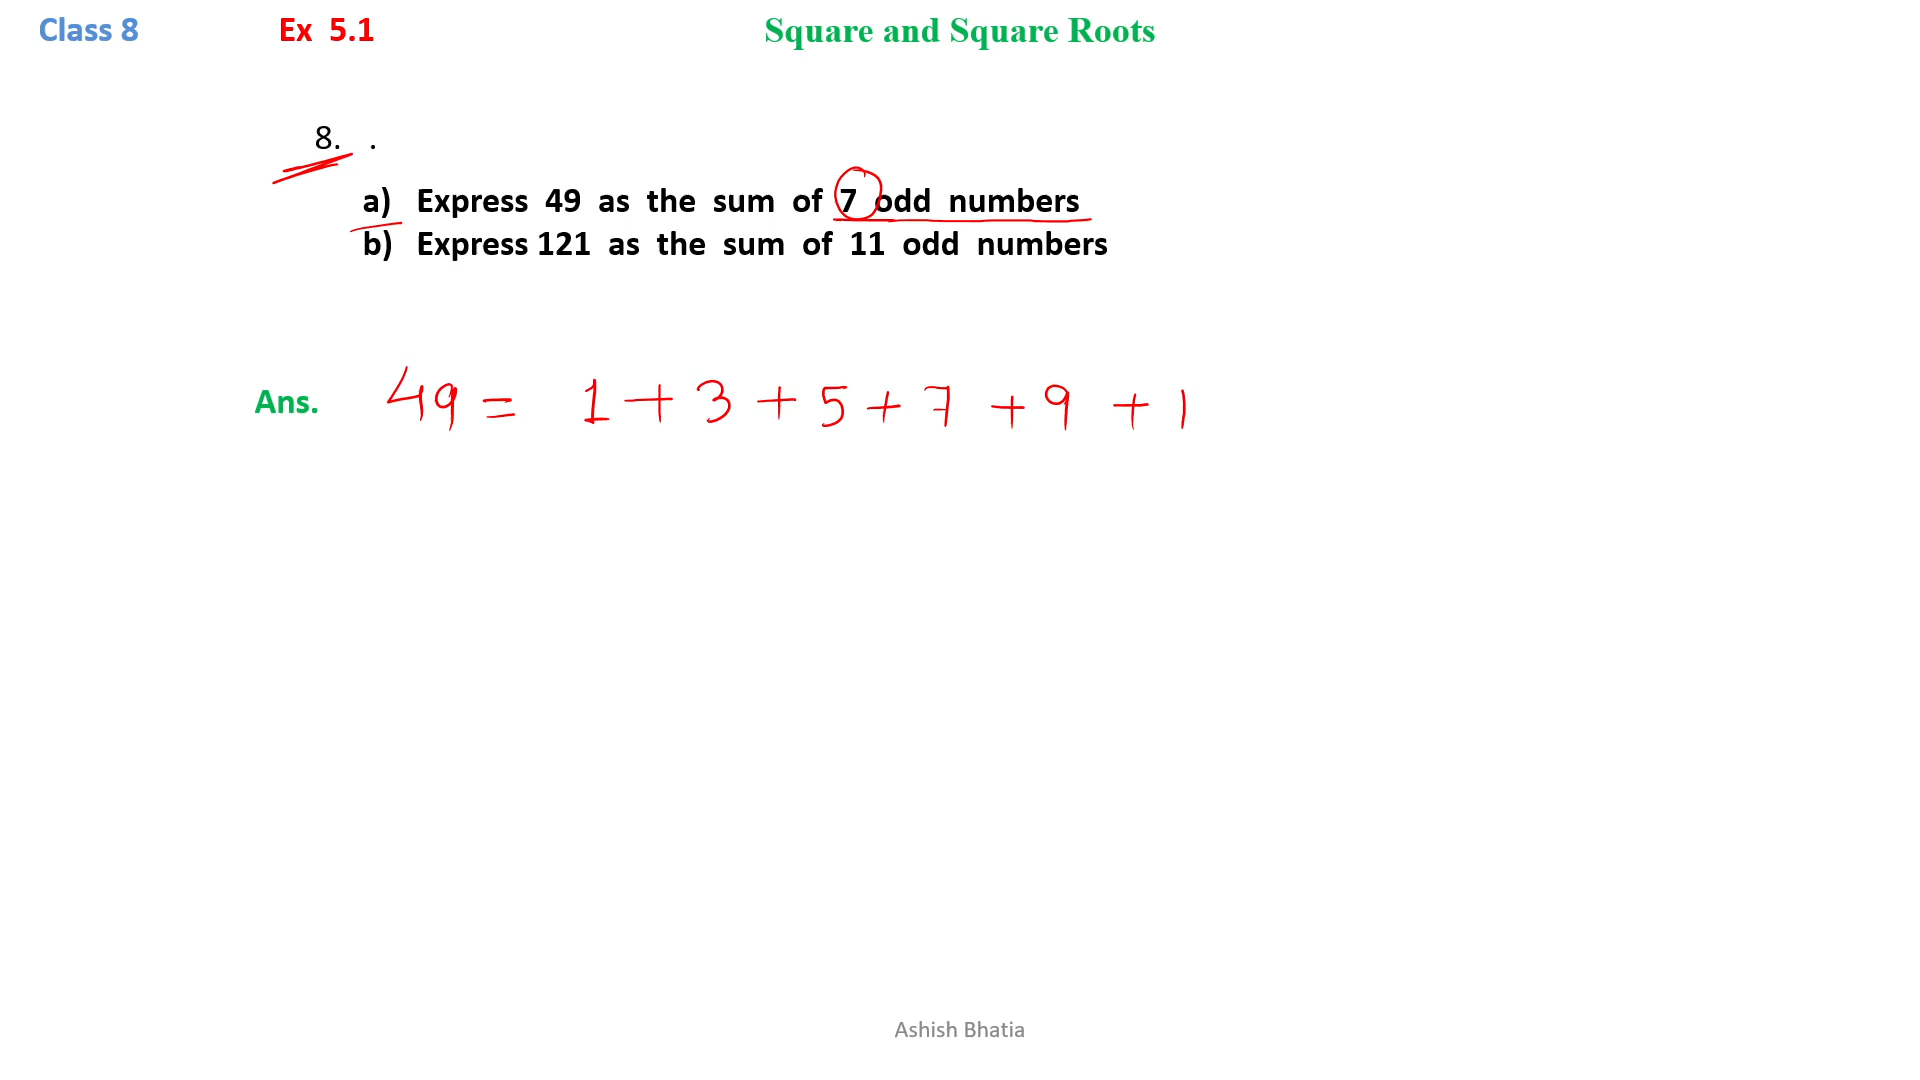 Class 8 Ex 5.1 Square and Square Roots
8. .
a) Express 49 as the sum of 7 odd numbers
b) Express 121 as the sum of 11 odd numbers
Ans. 49 = 1 + 3 + 5 + 7 + 9 + 1
Ashish Bhatia